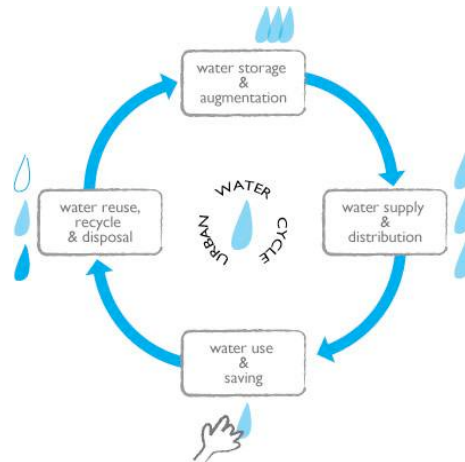 water storage
&
augmentation
water supply
&
distribution
water use
&
saving
water reuse,
recycle
& disposal
URBAN WATER CYCLE